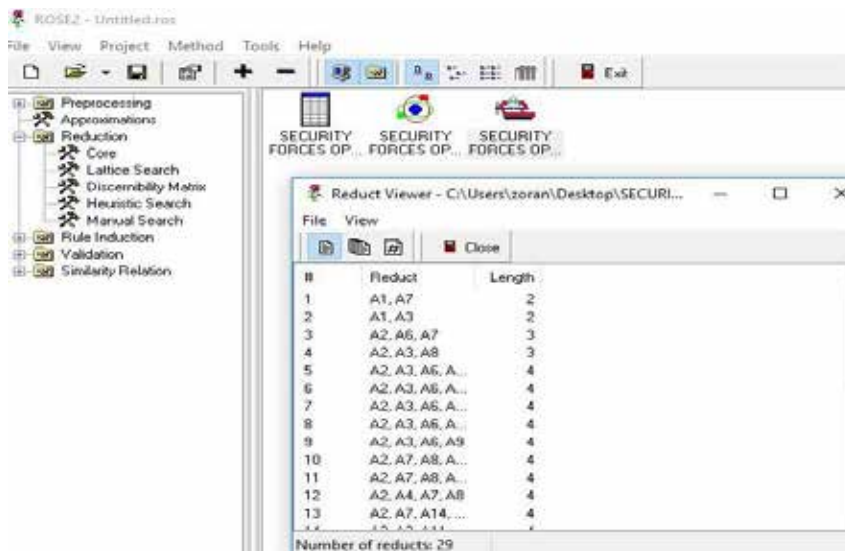 ROSE2 - Untitled.ros
File View Project Method Tools Help
Exit
Preprocessing
Approximations
Reduction
Core
Lattice Search
Discernibility Matrix
Heuristic Search
Manual Search
Rule Induction
Validation
Similarity Relation
SECURITY FORCES OP...
SECURITY FORCES OP...
SECURITY FORCES OP...
Reduct Viewer - C:\Users\zoran\Desktop\SECURI...
File View
Close
# Reduct Length
1 A1, A7 2
2 A1, A3 2
3 A2, A6, A7 3
4 A2, A3, A8 3
5 A2, A3, A6, A... 4
6 A2, A3, A6, A... 4
7 A2, A3, A6, A... 4
8 A2, A3, A6, A... 4
9 A2, A3, A6, A9 4
10 A2, A7, A8, A... 4
11 A2, A7, A8, A... 4
12 A2, A4, A7, A8 4
13 A2, A7, A14, ... 4
Number of reducts: 29